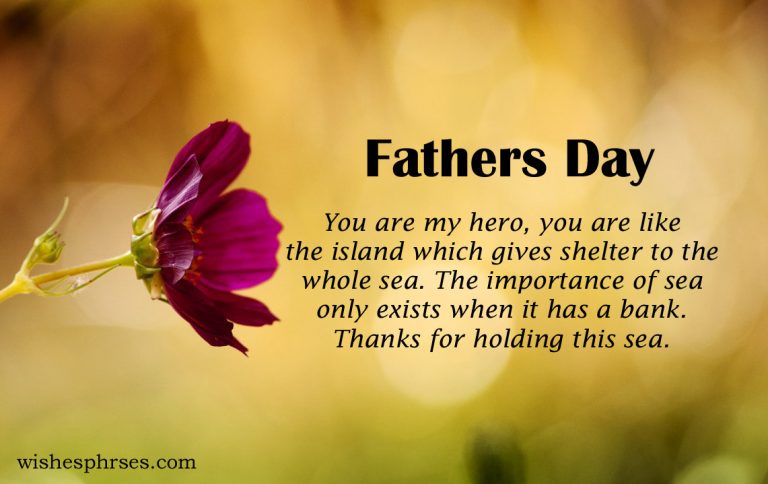 Fathers Day
You are my hero, you are like
the island which gives shelter to the
whole sea. The importance of sea
only exists when it has a bank.
Thanks for holding this sea.
wishesphrses.com